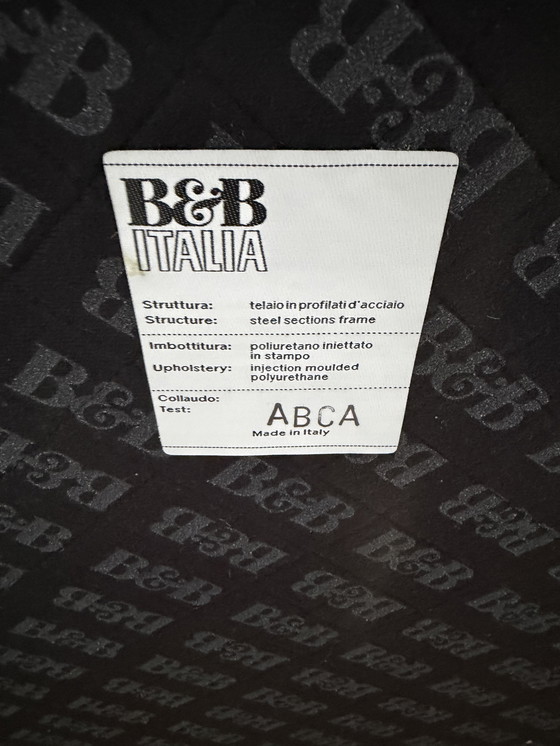 B&B
ITALIA
Struttura: telaio in profilati d'acciaio
Structure: steel sections frame
Imbottitura: poliuretano iniettato
in stampo
Upholstery: injection moulded
polyurethane
Collaudo:
Test: ABCA
Made in Italy
B&B
B&B
B&B
B&B
B&B
B&B
B&B
B&B
B&B
B&B
B&B
B&B